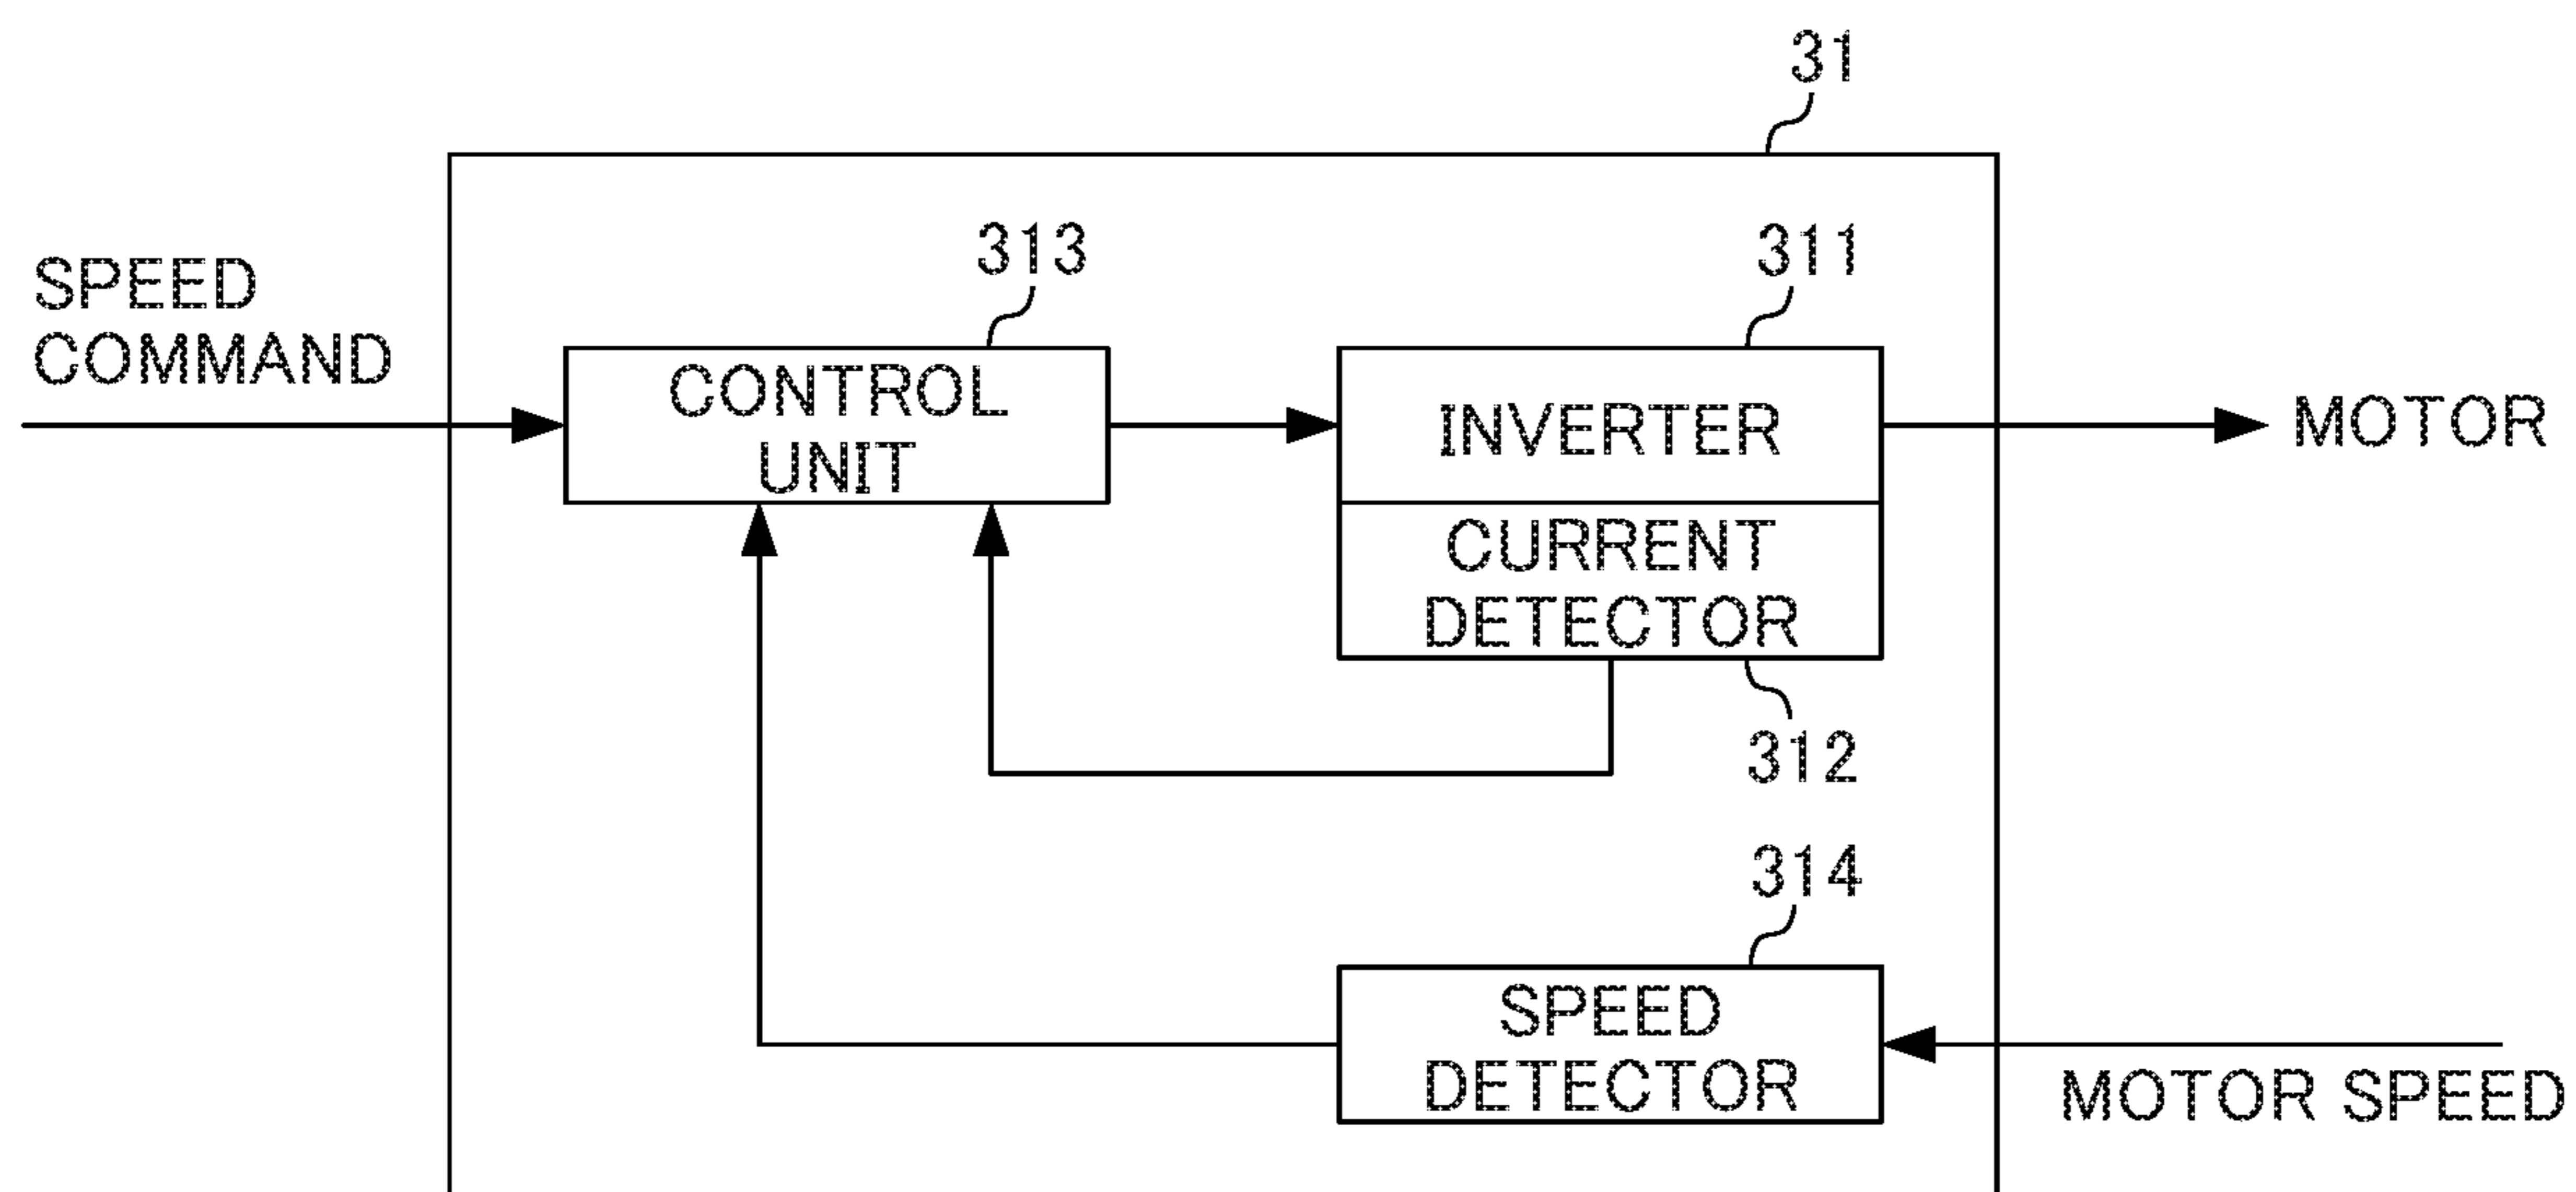 31
313
311
SPEED
COMMAND
CONTROL
UNIT
INVERTER
MOTOR
CURRENT
DETECTOR
312
314
SPEED
DETECTOR
MOTOR SPEED